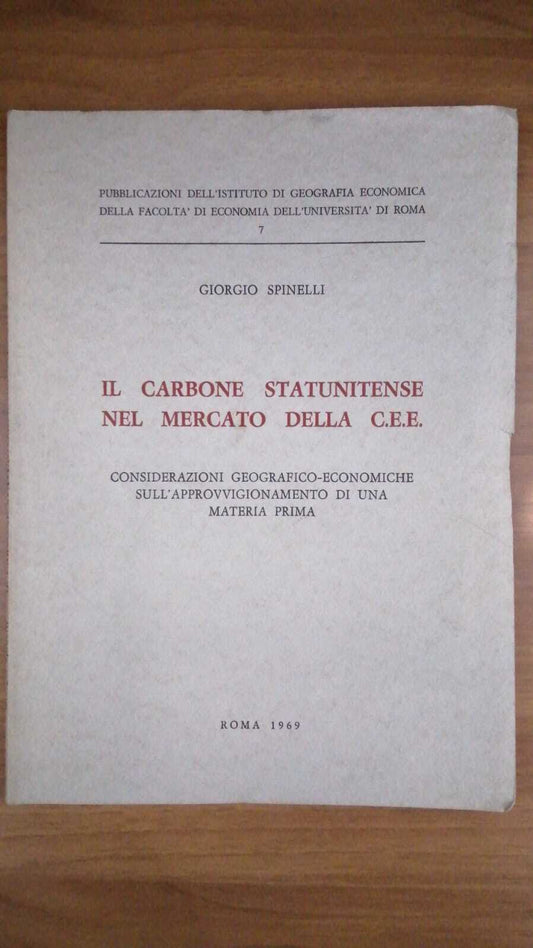 PUBBLICAZIONI DELL'ISTITUTO DI GEOGRAFIA ECONOMICA
DELLA FACOLTA' DI ECONOMIA DELL'UNIVERSITA' DI ROMA
7
GIORGIO SPINELLI
IL CARBONE STATUNITENSE
NEL MERCATO DELLA C.E.E.
CONSIDERAZIONI GEOGRAFICO-ECONOMICHE
SULL'APPROVVIGIONAMENTO DI UNA
MATERIA PRIMA
ROMA 1969